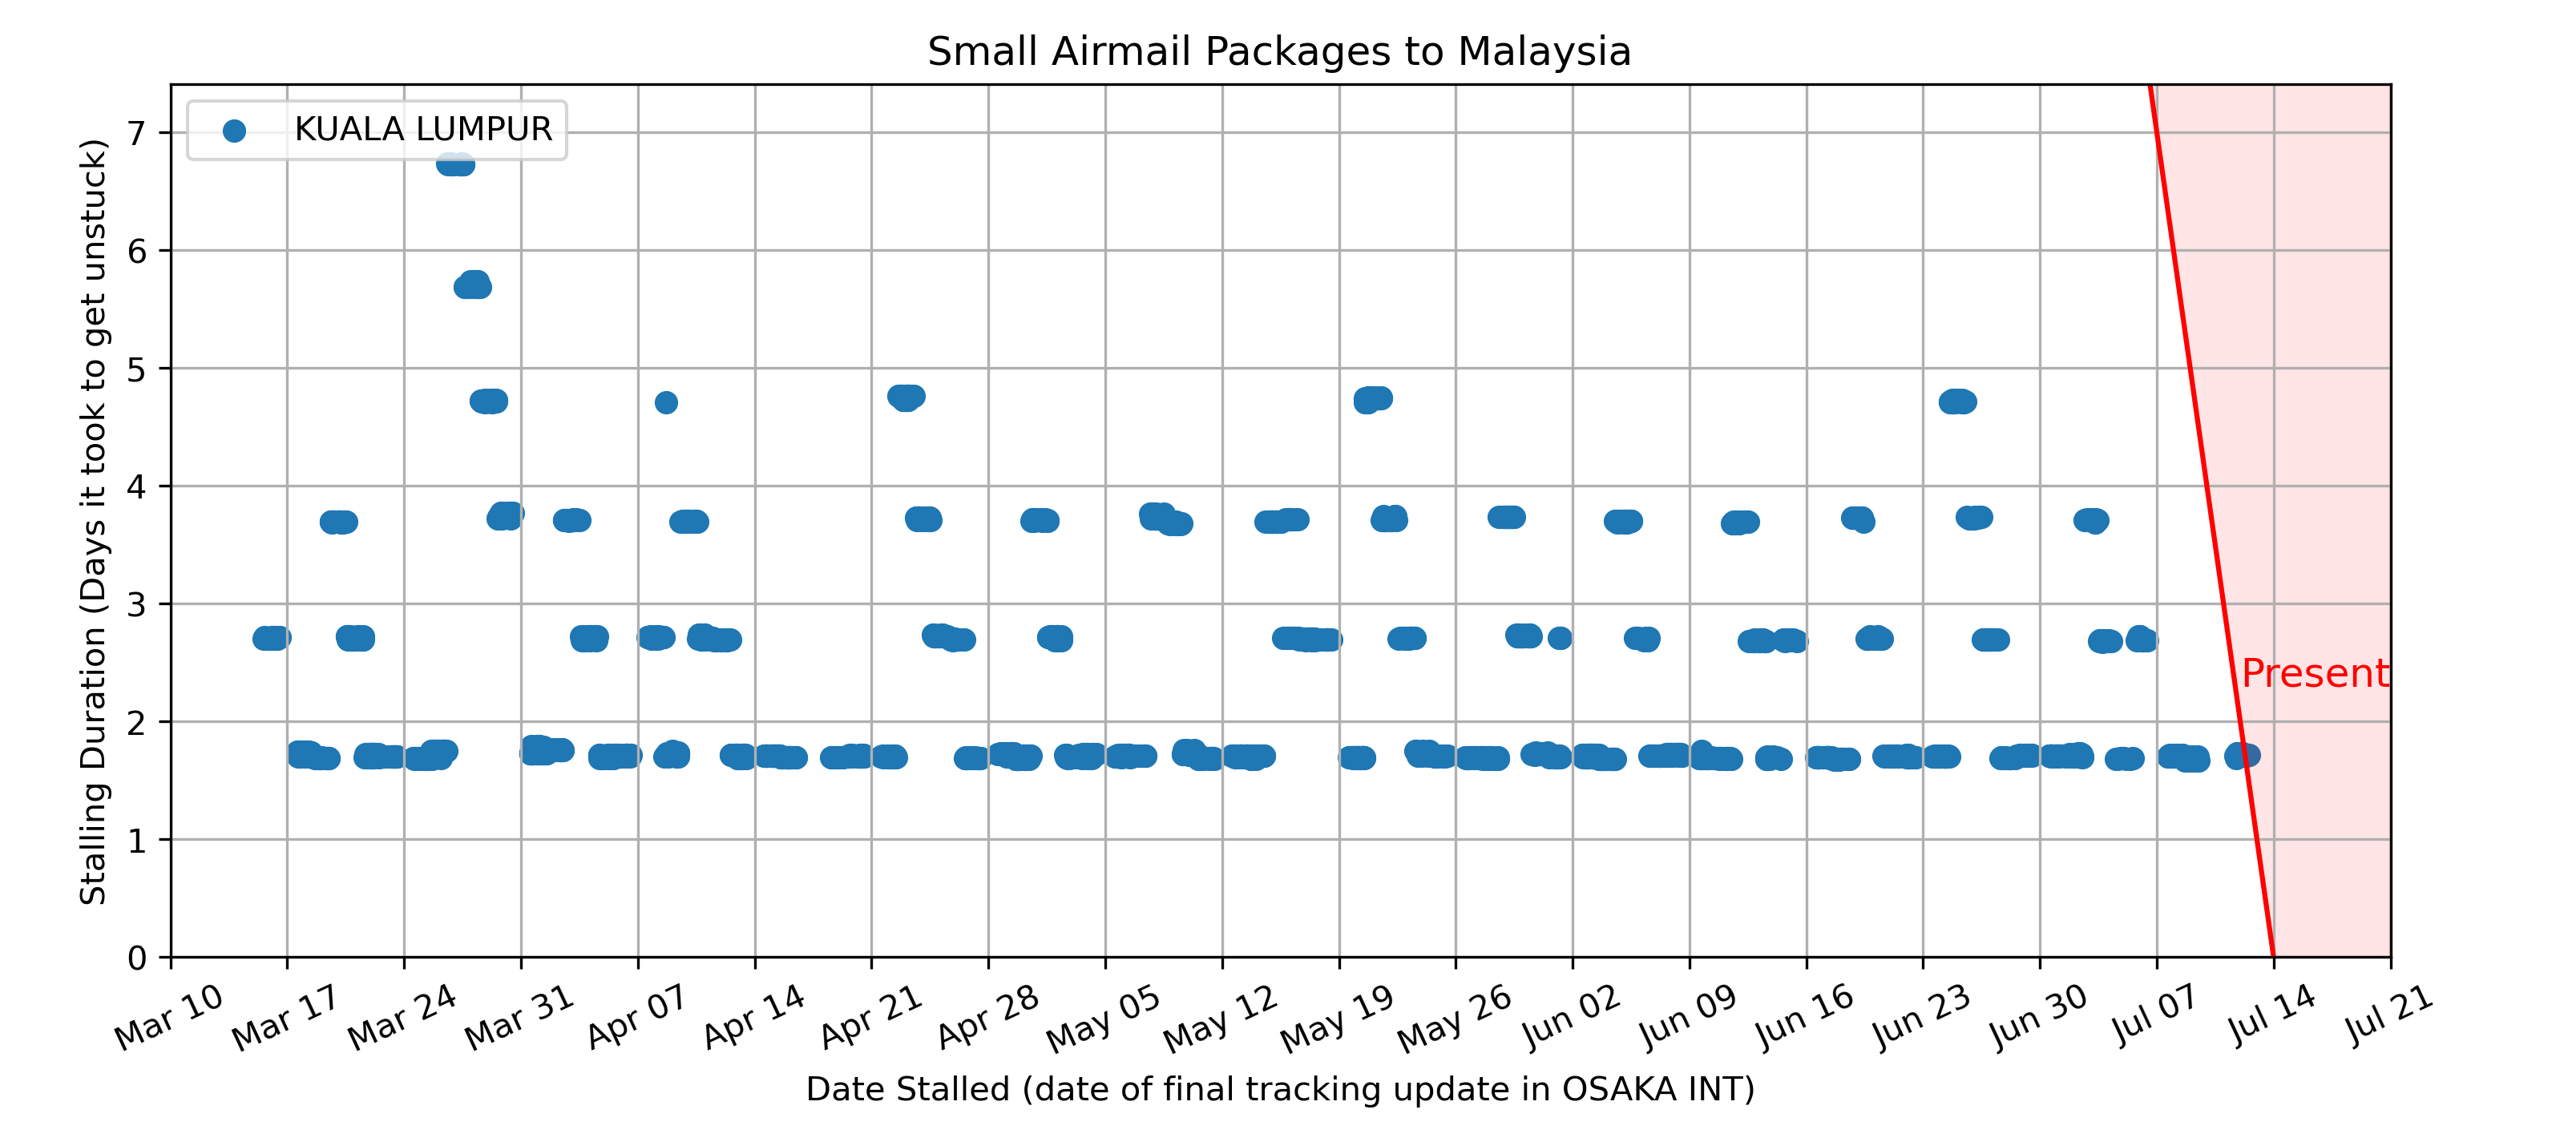 Small Airmail Packages to Malaysia
KUALA LUMPUR
Stalling Duration (Days it took to get unstuck)
7
6
5
4
3
2
1
0
Present
Mar 10
Mar 17
Mar 24
Mar 31
Apr 07
Apr 14
Apr 21
Apr 28
May 05
May 12
May 19
May 26
Jun 02
Jun 09
Jun 16
Jun 23
Jun 30
Jul 07
Jul 14
Jul 21
Date Stalled (date of final tracking update in OSAKA INT)